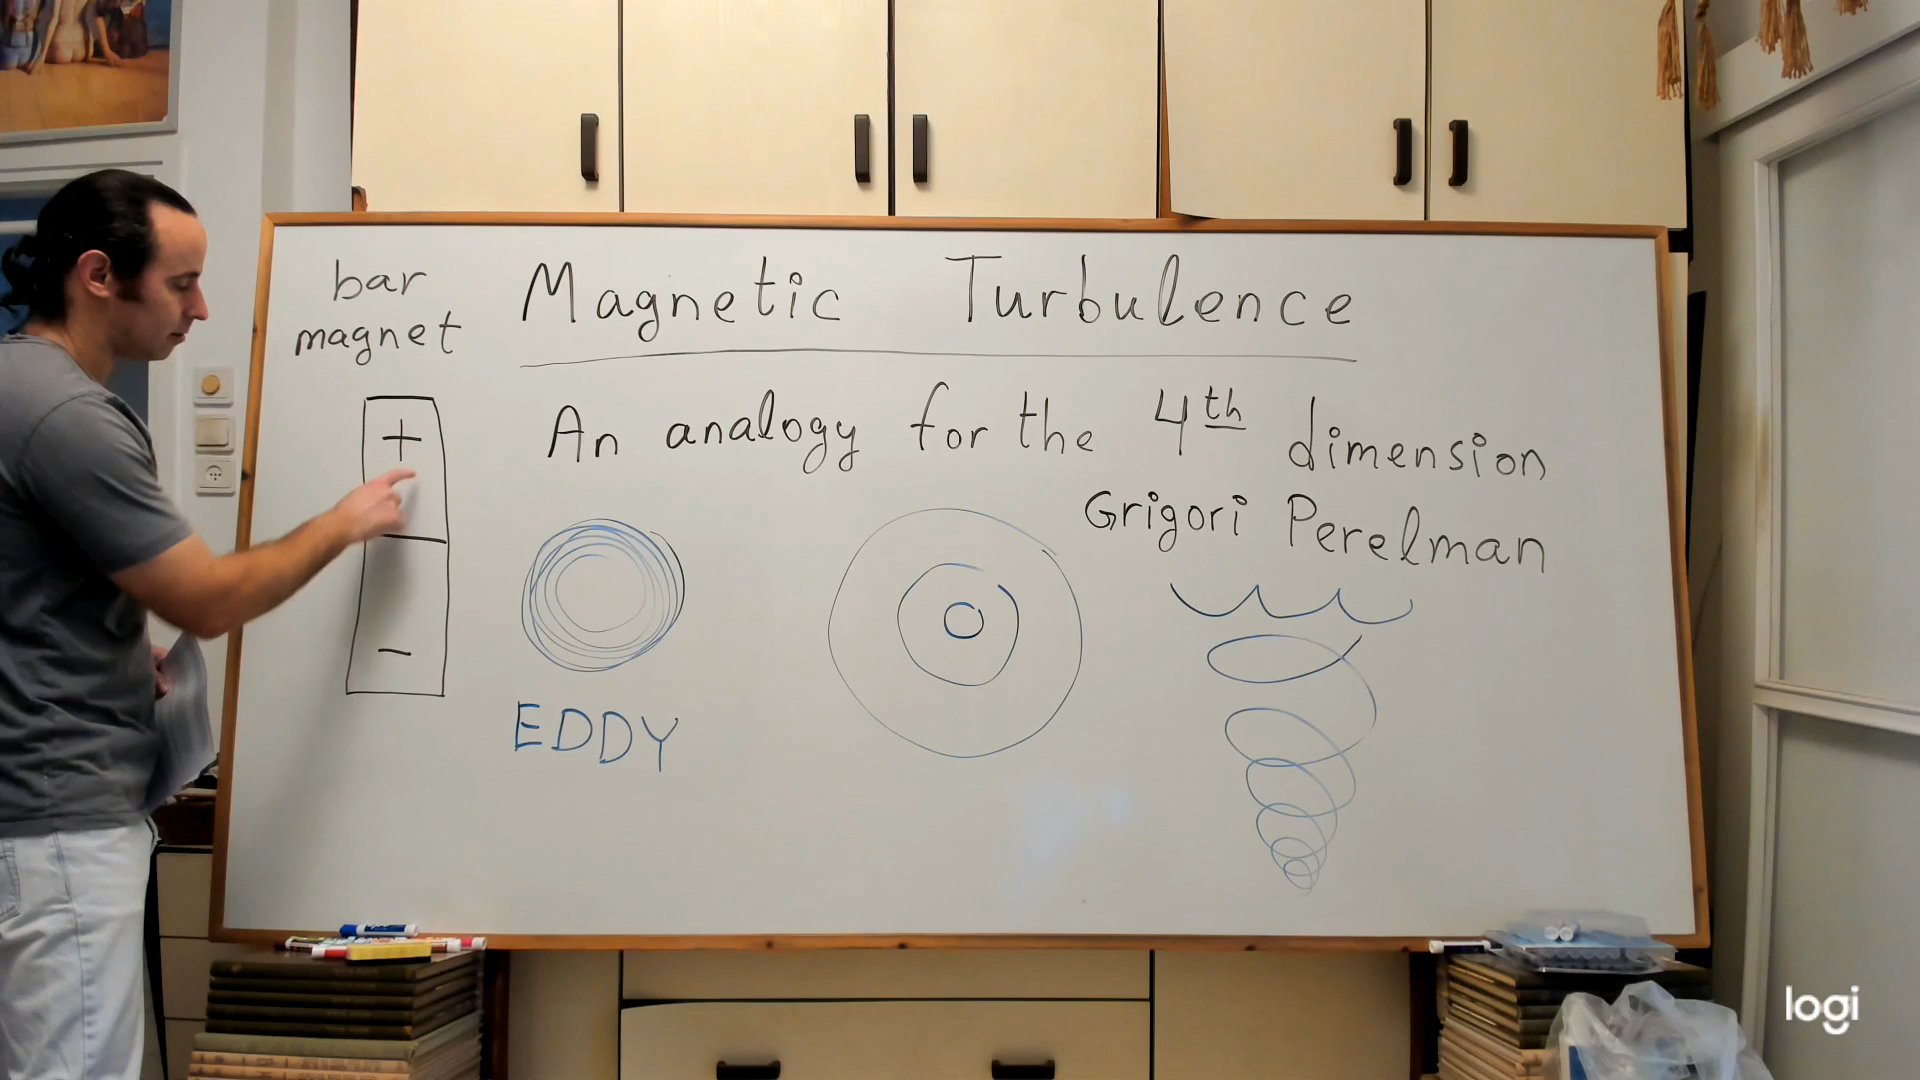 bar
magnet
Magnetic Turbulence
An analogy for the 4th dimension
Grigori Perelman
+
-
EDDY
logi